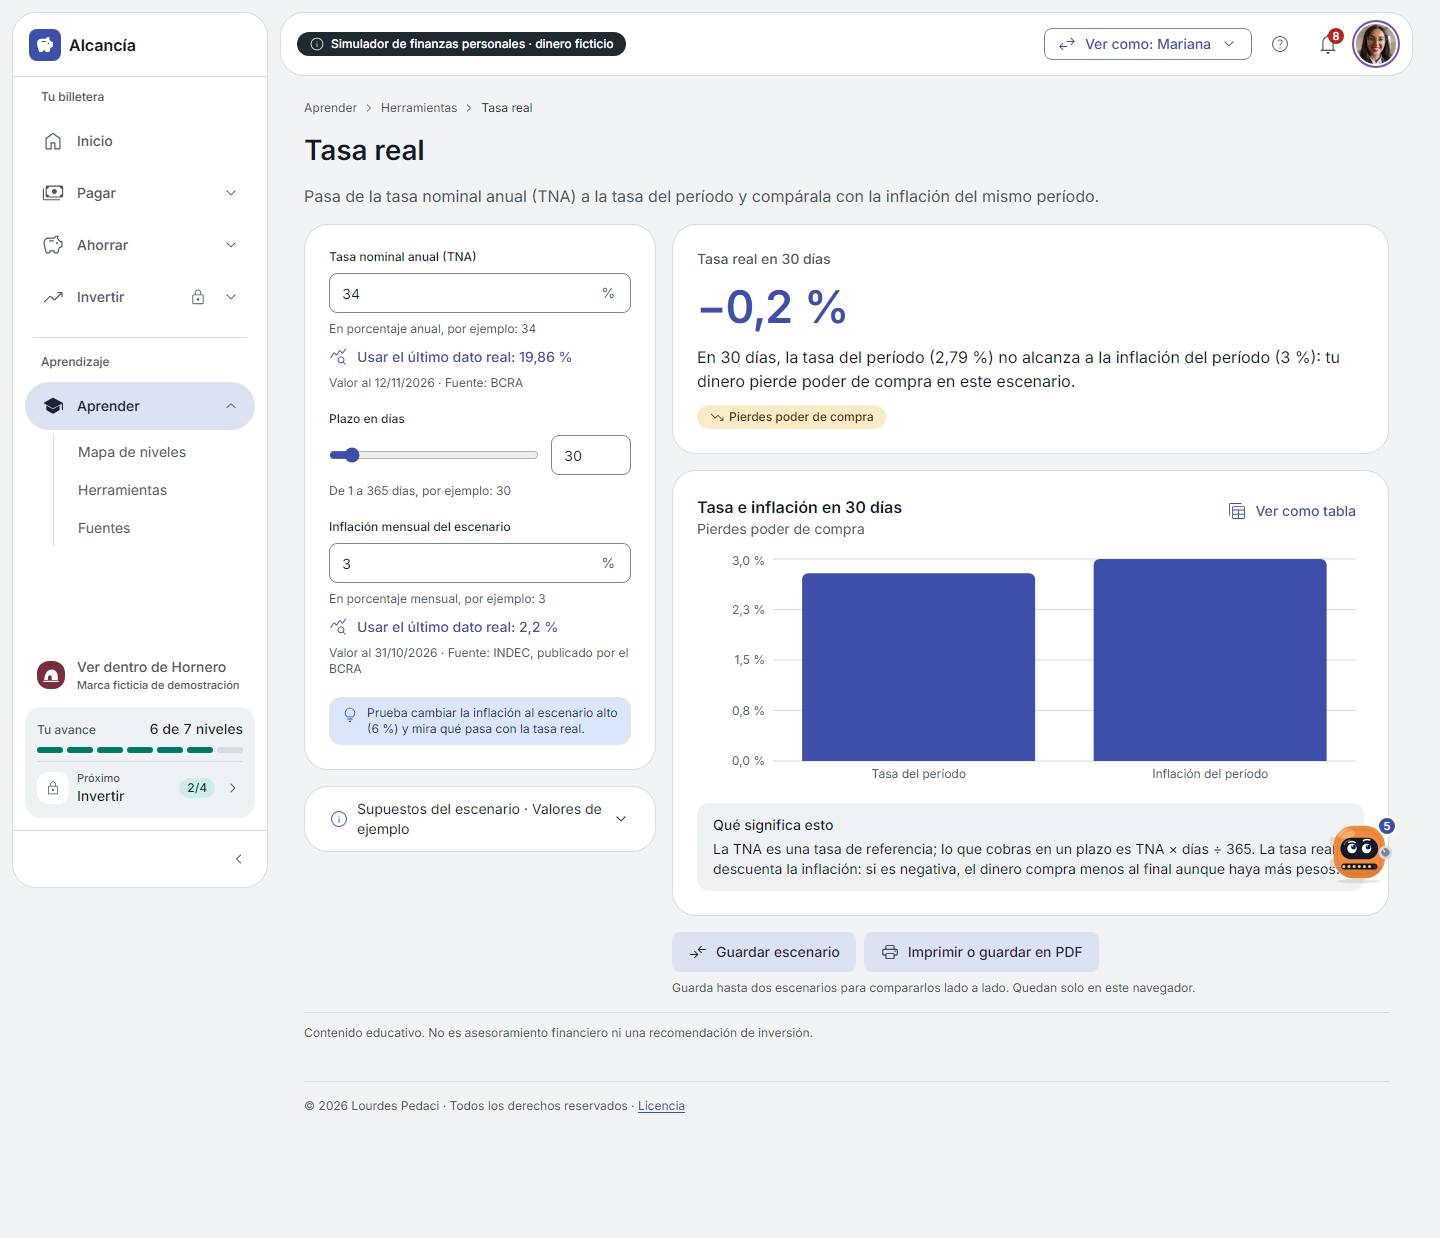 Alcancía
Tu billetera
Inicio
Pagar
Ahorrar
Invertir
Aprendizaje
Aprender
Mapa de niveles
Herramientas
Fuentes
Ver dentro de Hornero
Marca ficticia de demostración
Tu avance
6 de 7 niveles
Próximo
Invertir
2/4
Simulador de finanzas personales · dinero ficticio
Ver como: Mariana
8
Aprender > Herramientas > Tasa real
Tasa real
Pasa de la tasa nominal anual (TNA) a la tasa del período y compárala con la inflación del mismo período.
Tasa nominal anual (TNA)
34 %
En porcentaje anual, por ejemplo: 34
Usar el último dato real: 19,86 %
Valor al 12/11/2026 · Fuente: BCRA
Plazo en días
30
De 1 a 365 días, por ejemplo: 30
Inflación mensual del escenario
3 %
En porcentaje mensual, por ejemplo: 3
Usar el último dato real: 2,2 %
Valor al 31/10/2026 · Fuente: INDEC, publicado por el
BCRA
Prueba cambiar la inflación al escenario alto
(6 %) y mira qué pasa con la tasa real.
Supuestos del escenario · Valores de
ejemplo
Tasa real en 30 días
−0,2 %
En 30 días, la tasa del período (2,79 %) no alcanza a la inflación del período (3 %): tu
dinero pierde poder de compra en este escenario.
Pierdes poder de compra
Tasa e inflación en 30 días
Pierdes poder de compra
Ver como tabla
3,0 %
2,3 %
1,5 %
0,8 %
0,0 %
Tasa del período
Inflación del período
Qué significa esto
La TNA es una tasa de referencia; lo que cobras en un plazo es TNA × días ÷ 365. La tasa real
descuenta la inflación: si es negativa, el dinero compra menos al final aunque haya más pesos.
5
Guardar escenario
Imprimir o guardar en PDF
Guarda hasta dos escenarios para compararlos lado a lado. Quedan solo en este navegador.
Contenido educativo. No es asesoramiento financiero ni una recomendación de inversión.
© 2026 Lourdes Pedaci · Todos los derechos reservados · Licencia